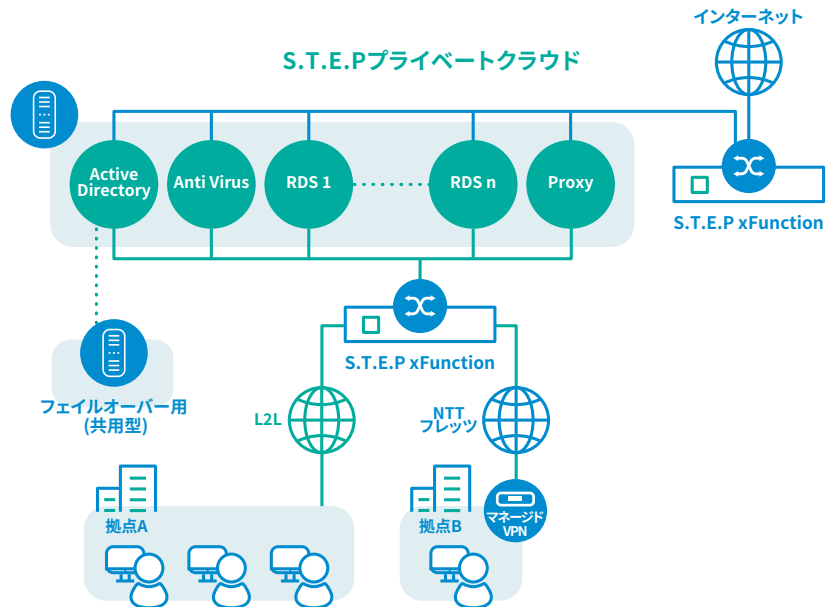 インターネット
S.T.E.Pプライベートクラウド
Active
Directory
Anti Virus
RDS 1
RDS n
Proxy
S.T.E.P xFunction
S.T.E.P xFunction
フェイルオーバー用
(共用型)
L2L
NTT
フレッツ
拠点A
拠点B
マネージド
VPN